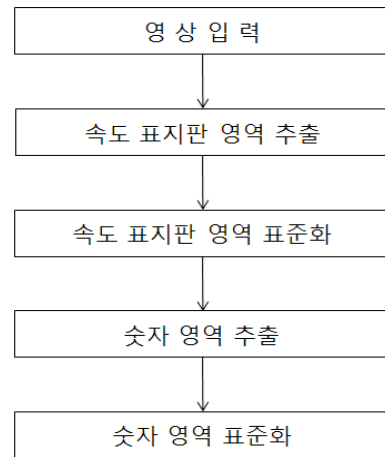 영 상 입 력
속도 표지판 영역 추출
속도 표지판 영역 표준화
숫자 영역 추출
숫자 영역 표준화